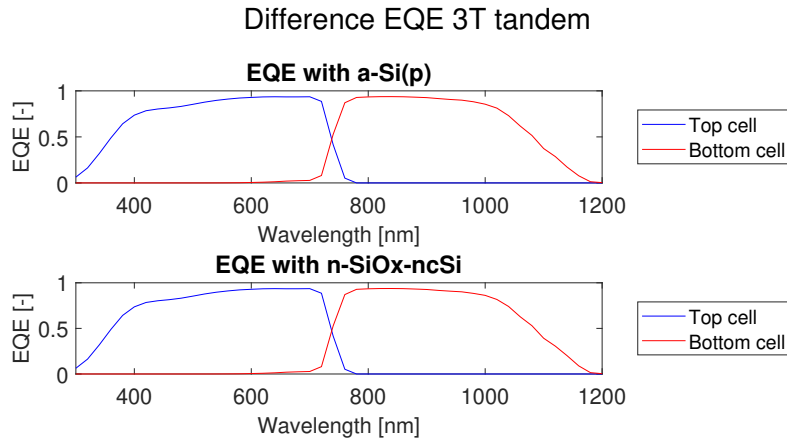 Difference EQE 3T tandem
EQE with a-Si(p)
EQE [-]
1
0.5
0
400
600
800
1000
1200
Wavelength [nm]
Top cell
Bottom cell
EQE with n-SiOx-ncSi
EQE [-]
1
0.5
0
400
600
800
1000
1200
Wavelength [nm]
Top cell
Bottom cell